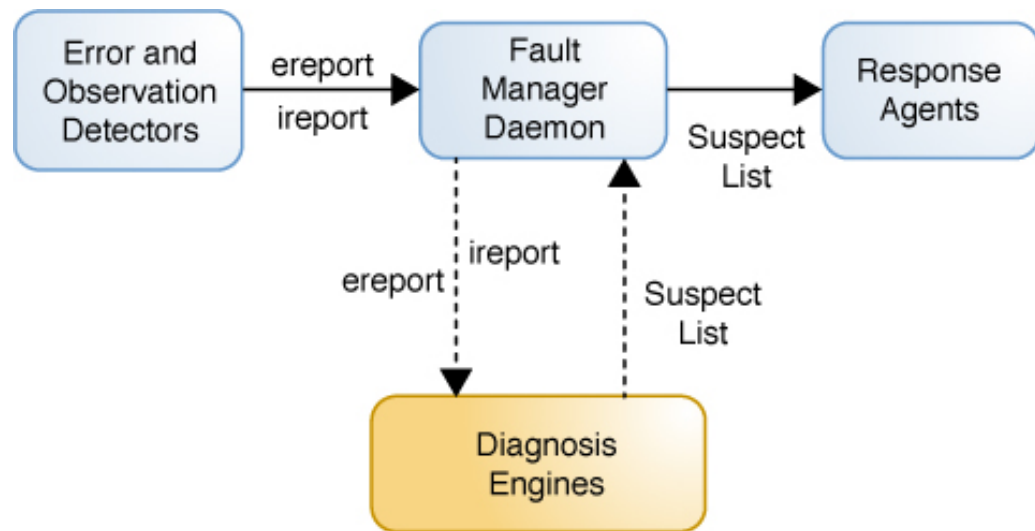 Error and
Observation
Detectors
ereport
ireport
Fault
Manager
Daemon
Suspect
List
Response
Agents
ereport
ireport
Suspect
List
Diagnosis
Engines